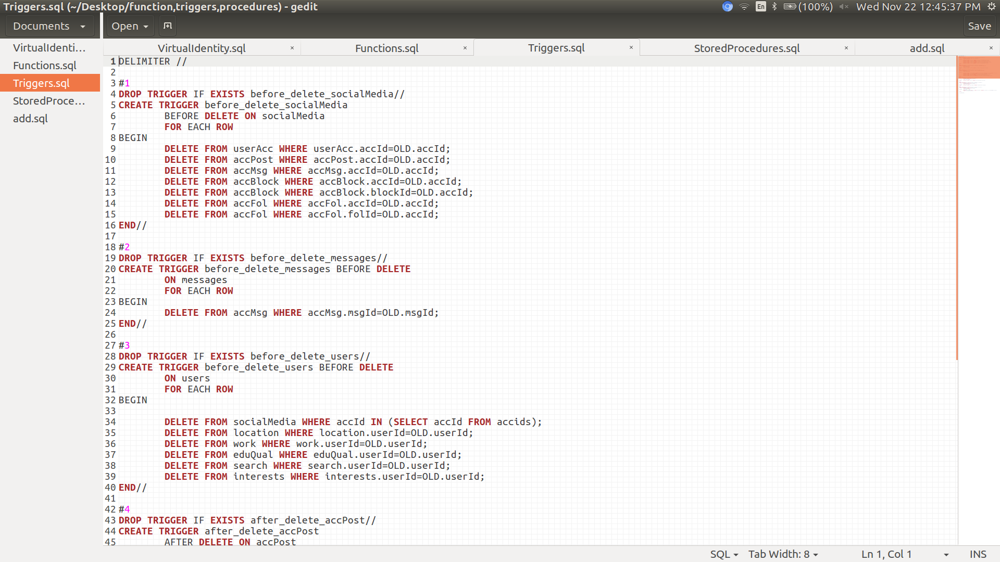 Triggers.sql (~/Desktop/function,triggers,procedures) - gedit
En
(100%)
Wed Nov 22 12:45:37 PM
Documents
Open
Save
VirtualIdenti...
Functions.sql
Triggers.sql
StoredProce...
add.sql
VirtualIdentity.sql ×
Functions.sql ×
Triggers.sql ×
StoredProcedures.sql ×
add.sql ×
1 DELIMITER //
2
3 #1
4 DROP TRIGGER IF EXISTS before_delete_socialMedia//
5 CREATE TRIGGER before_delete_socialMedia
6 BEFORE DELETE ON socialMedia
7 FOR EACH ROW
8 BEGIN
9 DELETE FROM userAcc WHERE userAcc.accId=OLD.accId;
10 DELETE FROM accPost WHERE accPost.accId=OLD.accId;
11 DELETE FROM accMsg WHERE accMsg.accId=OLD.accId;
12 DELETE FROM accBlock WHERE accBlock.accId=OLD.accId;
13 DELETE FROM accBlock WHERE accBlock.blockId=OLD.accId;
14 DELETE FROM accFol WHERE accFol.accId=OLD.accId;
15 DELETE FROM accFol WHERE accFol.folId=OLD.accId;
16 END//
17
18 #2
19 DROP TRIGGER IF EXISTS before_delete_messages//
20 CREATE TRIGGER before_delete_messages BEFORE DELETE
21 ON messages
22 FOR EACH ROW
23 BEGIN
24 DELETE FROM accMsg WHERE accMsg.msgId=OLD.msgId;
25 END//
26
27 #3
28 DROP TRIGGER IF EXISTS before_delete_users//
29 CREATE TRIGGER before_delete_users BEFORE DELETE
30 ON users
31 FOR EACH ROW
32 BEGIN
33
34 DELETE FROM socialMedia WHERE accId IN (SELECT accId FROM accids);
35 DELETE FROM location WHERE location.userId=OLD.userId;
36 DELETE FROM work WHERE work.userId=OLD.userId;
37 DELETE FROM eduQual WHERE eduQual.userId=OLD.userId;
38 DELETE FROM search WHERE search.userId=OLD.userId;
39 DELETE FROM interests WHERE interests.userId=OLD.userId;
40 END//
41
42 #4
43 DROP TRIGGER IF EXISTS after_delete_accPost//
44 CREATE TRIGGER after_delete_accPost
45 AFTER DELETE ON accPost
SQL
Tab Width: 8
Ln 1, Col 1
INS